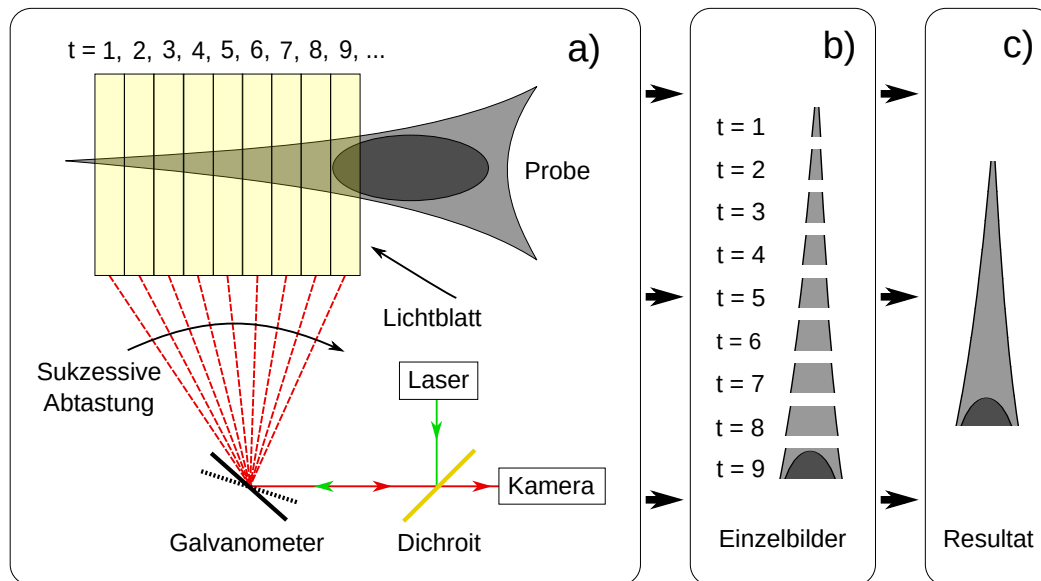 t = 1, 2, 3, 4, 5, 6, 7, 8, 9, ...
a)
Probe
Lichtblatt
Sukzessive
Abtastung
Laser
Kamera
Galvanometer
Dichroit
b)
t = 1
t = 2
t = 3
t = 4
t = 5
t = 6
t = 7
t = 8
t = 9
Einzelbilder
c)
Resultat